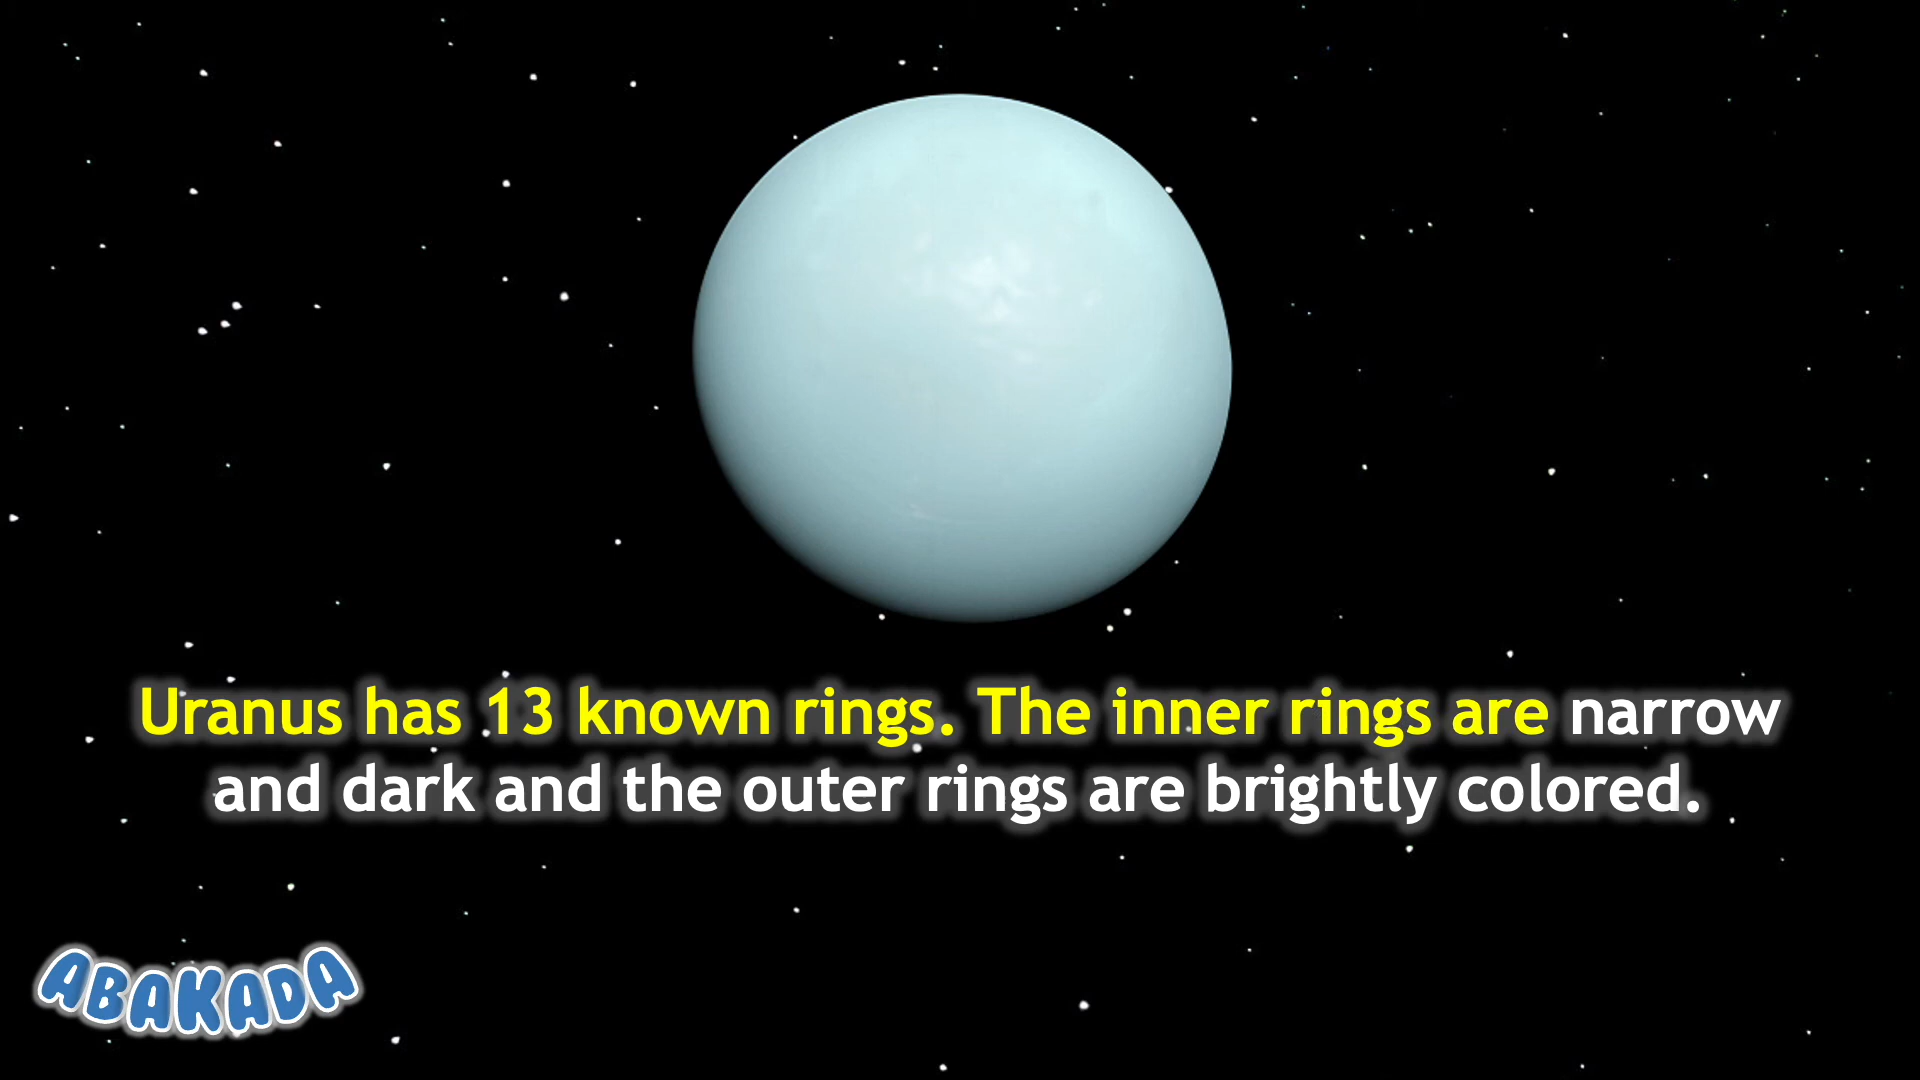 Uranus has 13 known rings. The inner rings are narrow
and dark and the outer rings are brightly colored.
ABAKADA